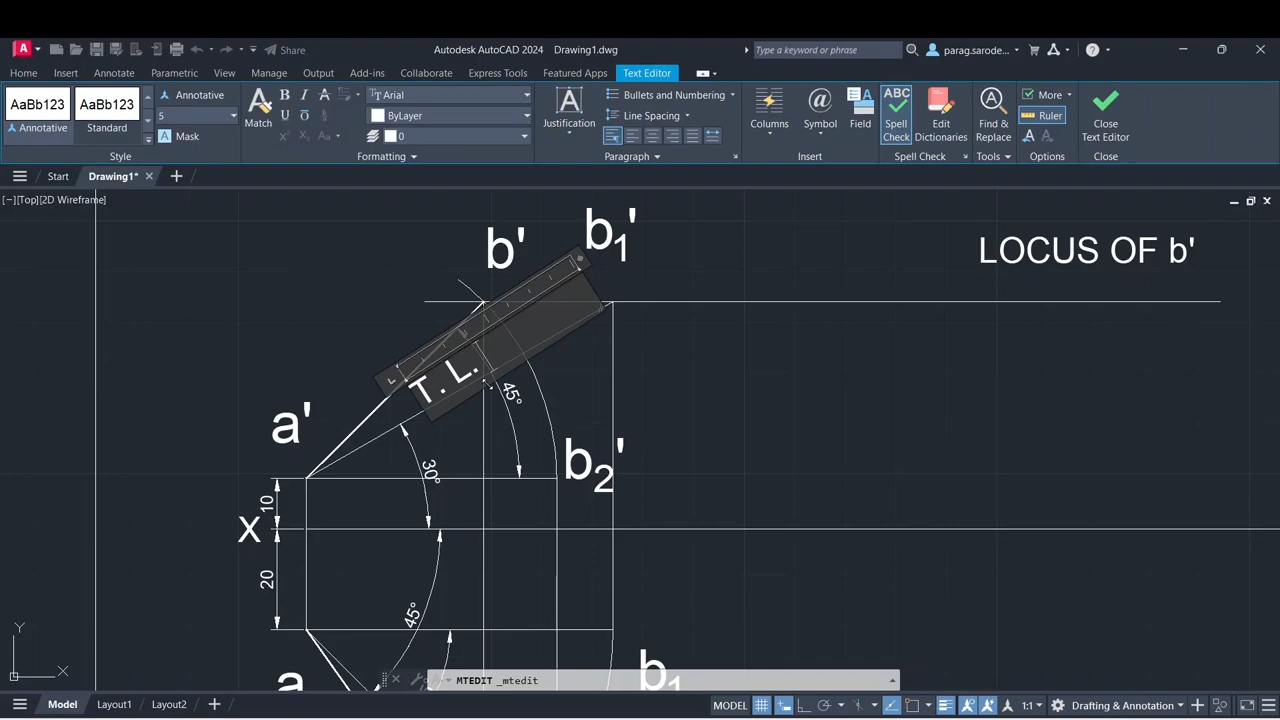 Share
Autodesk AutoCAD 2024 Drawing1.dwg
Type a keyword or phrase
parag.sarode...
Home Insert Annotate Parametric View Manage Output Add-ins Collaborate Express Tools Featured Apps Text Editor
AaBb123 AaBb123 Annotative
Annotative Standard 5
Mask
Style
Match
B I A
U O
Arial
ByLayer
0
Formatting
Justification
Bullets and Numbering
Line Spacing
Paragraph
Columns Symbol Field
Insert
ABC
Spell Check
Edit Dictionaries
Spell Check
Find & Replace
Tools
More
Ruler
Options
Close Text Editor
Close
Start Drawing1*
[−][Top][2D Wireframe]
b' b₁'
LOCUS OF b'
T. L.
45°
a'
30°
b₂'
10
X
20
45°
a
b₁
Y
X
MTEDIT _mtedit
Model Layout1 Layout2
MODEL
1:1
Drafting & Annotation